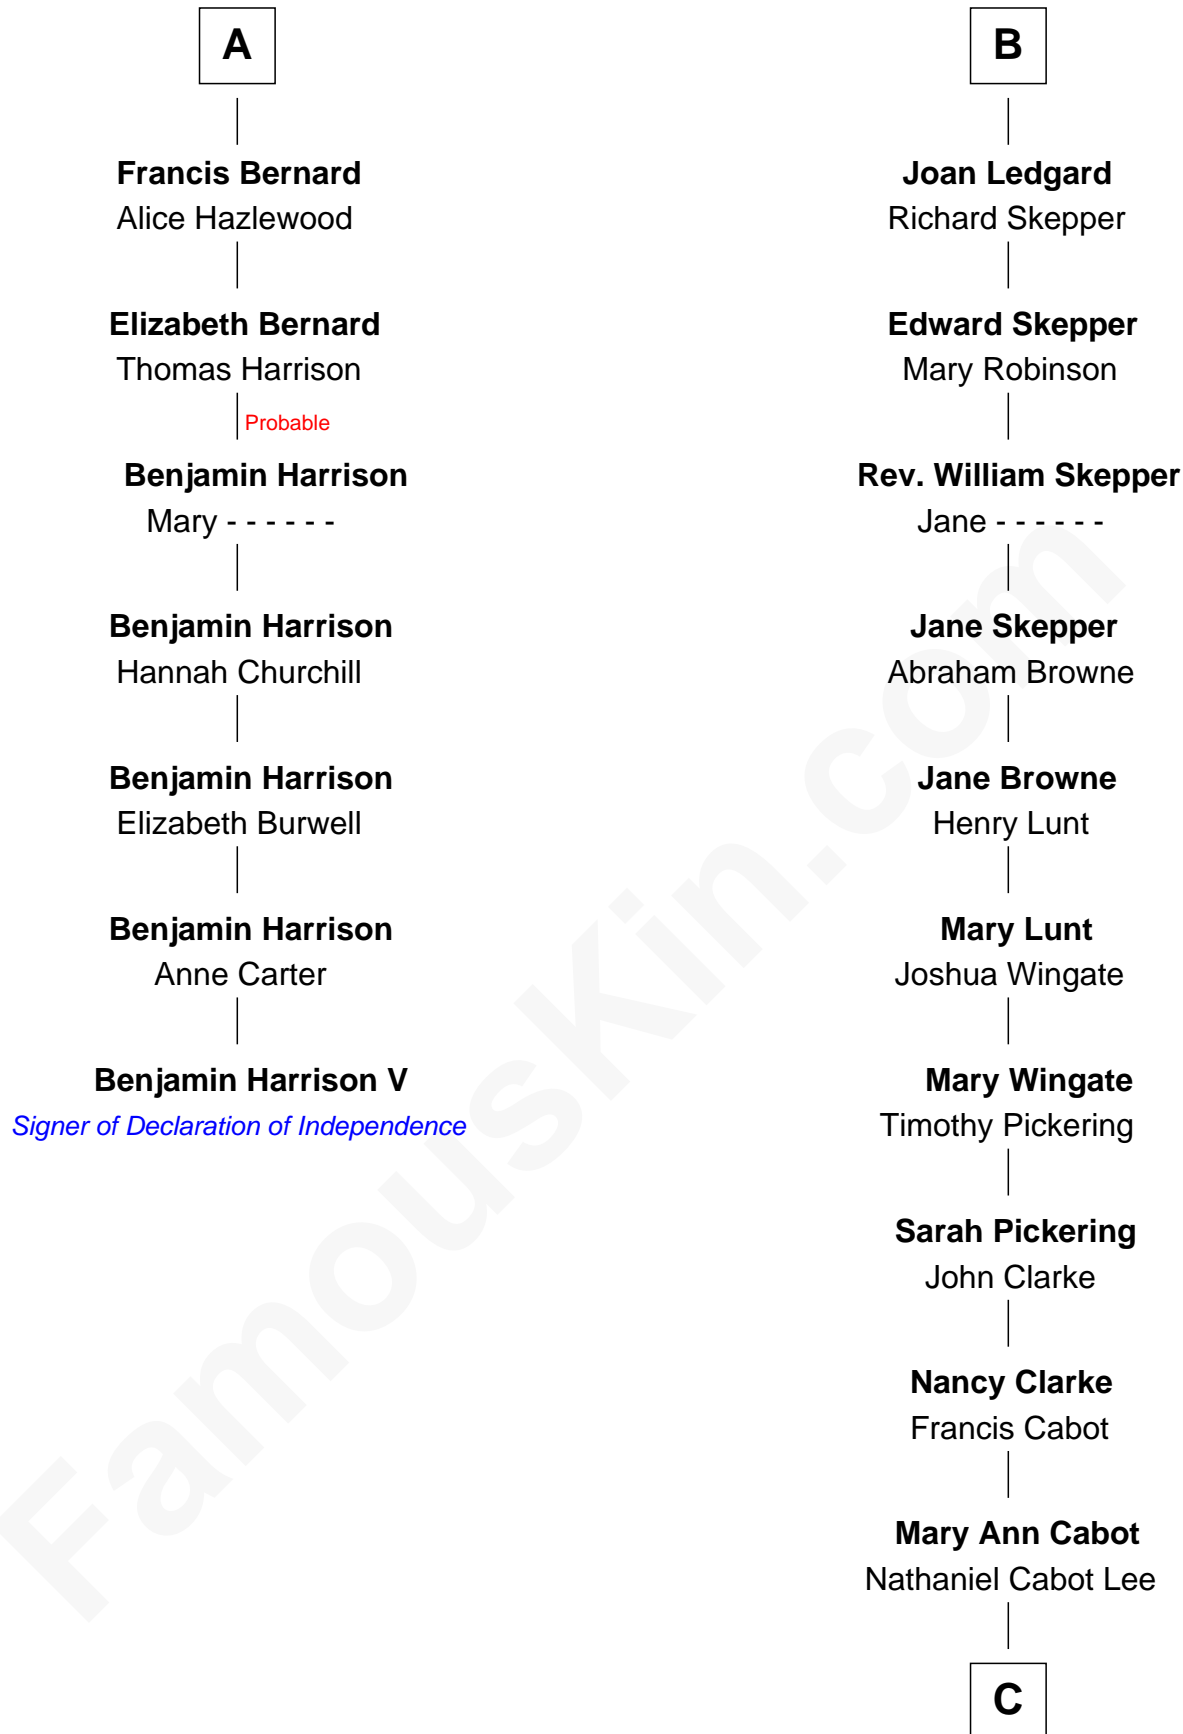 A
Francis Bernard
Alice Hazlewood
Elizabeth Bernard
Thomas Harrison
Probable
Benjamin Harrison
Mary - - - - - -
Benjamin Harrison
Hannah Churchill
Benjamin Harrison
Elizabeth Burwell
Benjamin Harrison
Anne Carter
Benjamin Harrison V
Signer of Declaration of Independence
B
Joan Ledgard
Richard Skepper
Edward Skepper
Mary Robinson
Rev. William Skepper
Jane - - - - - -
Jane Skepper
Abraham Browne
Jane Browne
Henry Lunt
Mary Lunt
Joshua Wingate
Mary Wingate
Timothy Pickering
Sarah Pickering
John Clarke
Nancy Clarke
Francis Cabot
Mary Ann Cabot
Nathaniel Cabot Lee
C
FamousKin.com